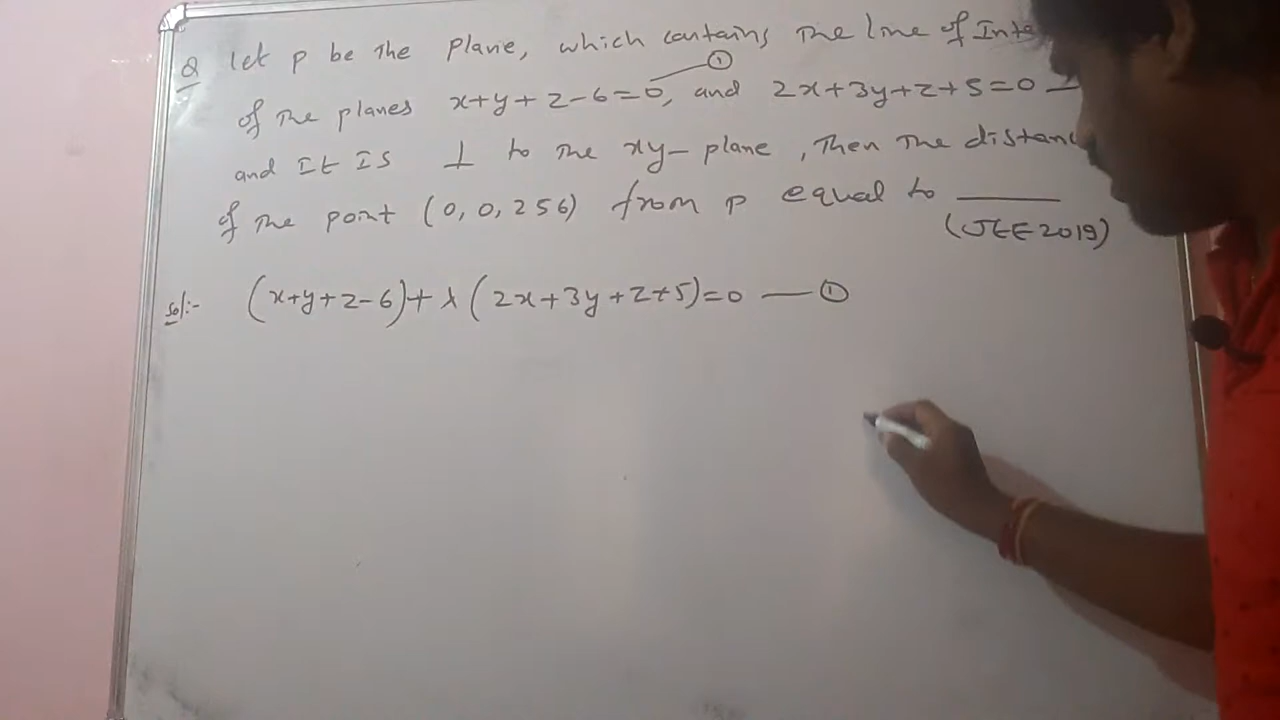 Q Let p be the plane, which contains the line of Inte
①
of the planes x+y+z-6=0, and 2x+3y+z+5=0 —
and It IS ⊥ to the xy-plane, Then the distanc
of the point (0,0,256) from p equal to ______
(JEE 2019)
Sol:- (x+y+z-6)+λ(2x+3y+z+5)=0 — ①